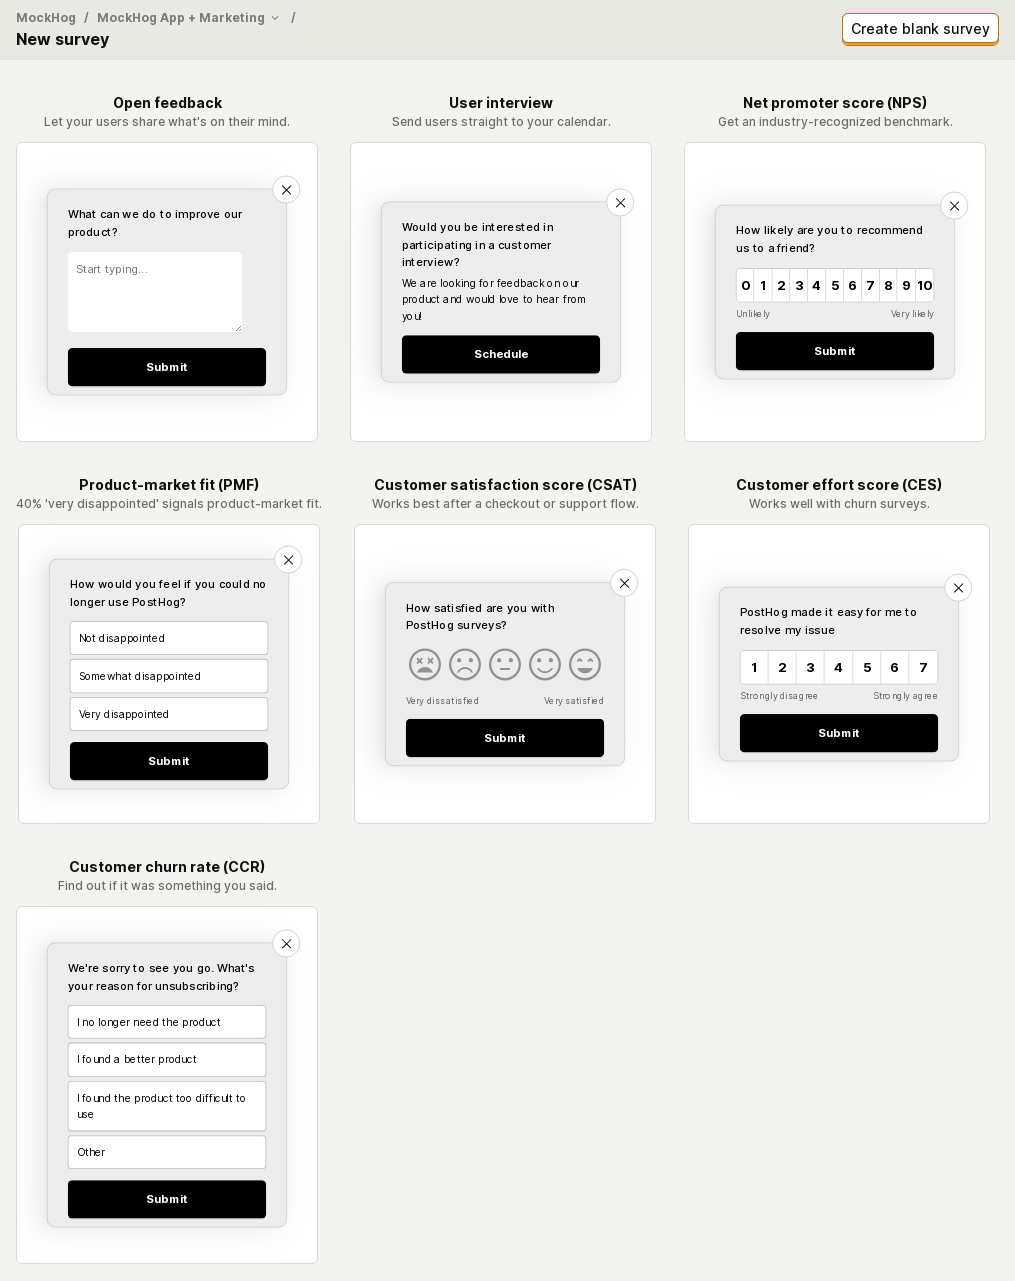 MockHog / MockHog App + Marketing /
New survey
Create blank survey
Open feedback
Let your users share what's on their mind.
What can we do to improve our
product?
Start typing...
Submit
User interview
Send users straight to your calendar.
Would you be interested in
participating in a customer
interview?
We are looking for feedback on our
product and would love to hear from
you!
Schedule
Net promoter score (NPS)
Get an industry-recognized benchmark.
How likely are you to recommend
us to a friend?
0 1 2 3 4 5 6 7 8 9 10
Unlikely Very likely
Submit
Product-market fit (PMF)
40% 'very disappointed' signals product-market fit.
How would you feel if you could no
longer use PostHog?
Not disappointed
Somewhat disappointed
Very disappointed
Submit
Customer satisfaction score (CSAT)
Works best after a checkout or support flow.
How satisfied are you with
PostHog surveys?
Very dissatisfied Very satisfied
Submit
Customer effort score (CES)
Works well with churn surveys.
PostHog made it easy for me to
resolve my issue
1 2 3 4 5 6 7
Strongly disagree Strongly agree
Submit
Customer churn rate (CCR)
Find out if it was something you said.
We're sorry to see you go. What's
your reason for unsubscribing?
I no longer need the product
I found a better product
I found the product too difficult to
use
Other
Submit